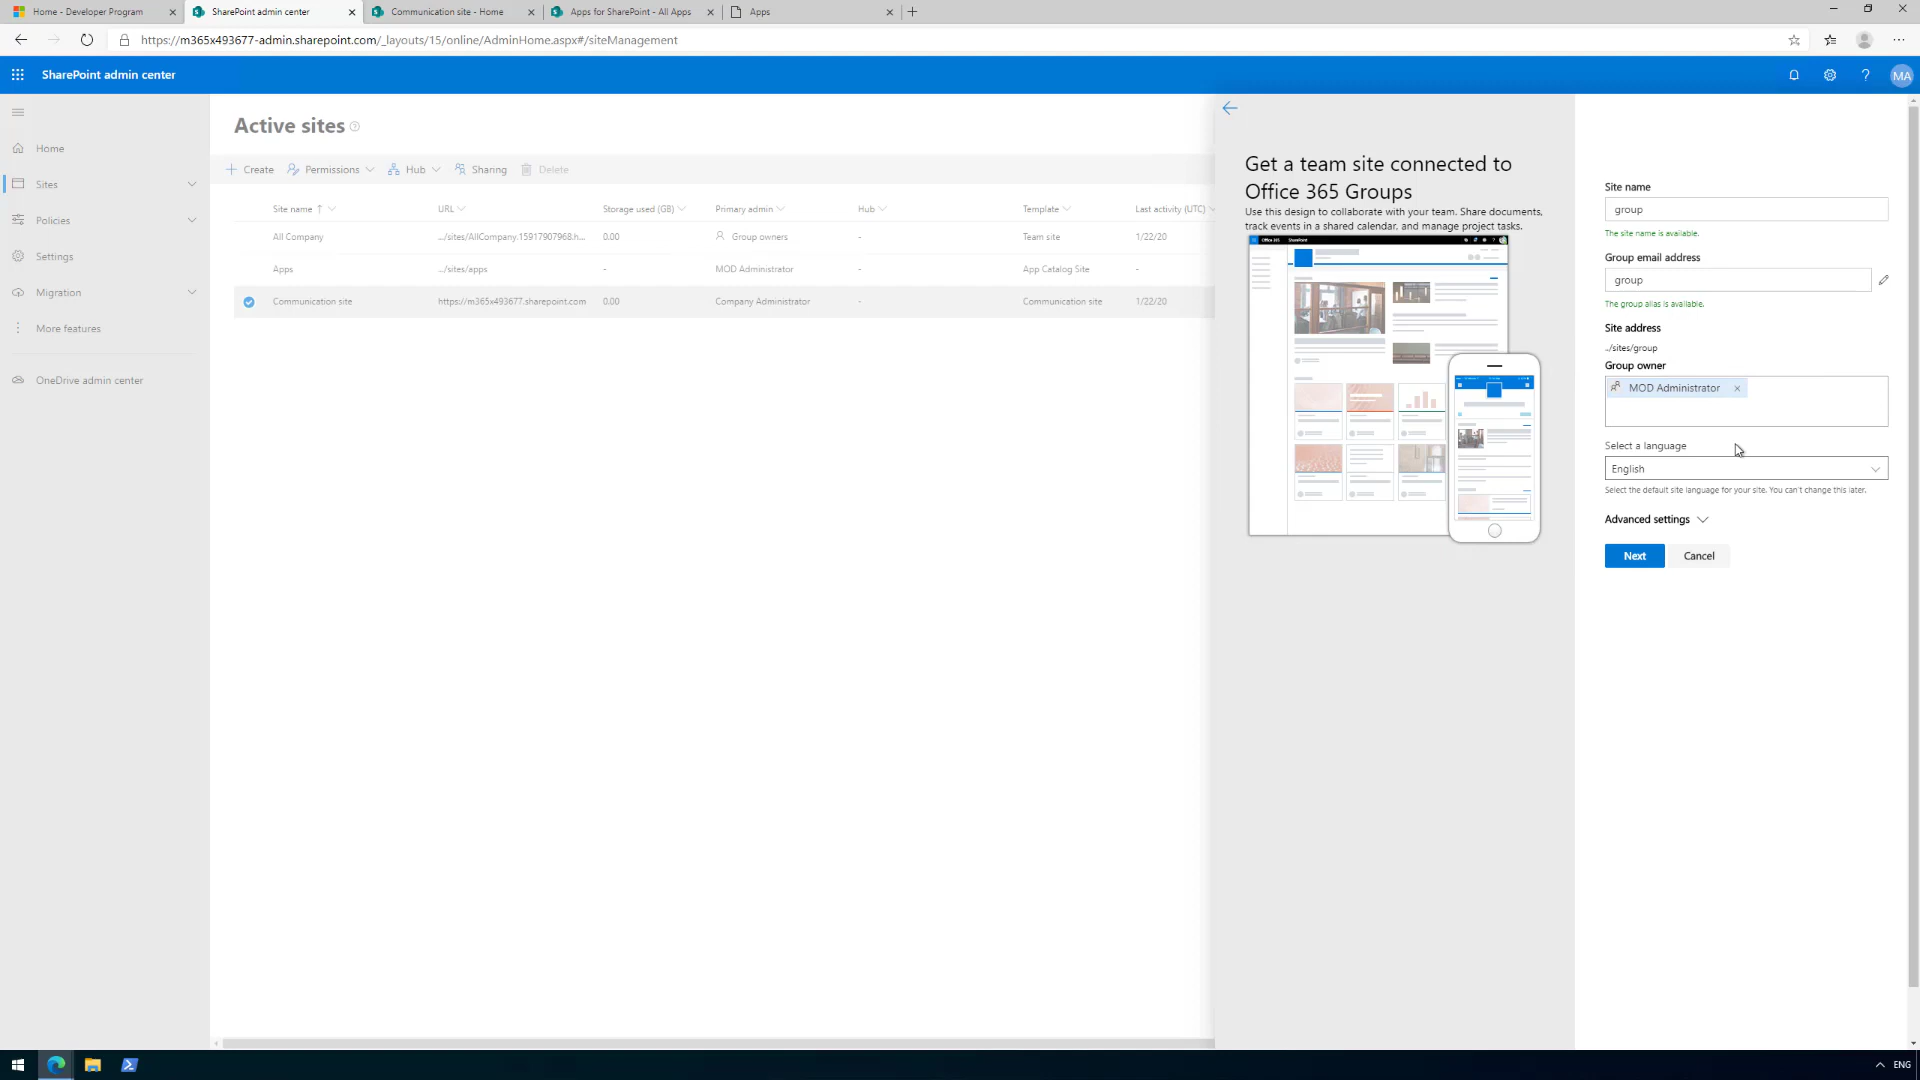 Home - Developer Program
SharePoint admin center
Communication site - Home
Apps for SharePoint - All Apps
Apps
https://m365x493677-admin.sharepoint.com/_layouts/15/online/AdminHome.aspx#/siteManagement
SharePoint admin center
MA
Home
Sites
Policies
Settings
Migration
More features
OneDrive admin center
Active sites
Create Permissions Hub Sharing Delete
Site name ↑ URL Storage used (GB) Primary admin Hub Template Last activity (UTC)
All Company .../sites/AllCompany.15917907968.h... 0.00 Group owners - Team site 1/22/20
Apps .../sites/apps - MOD Administrator - App Catalog Site -
Communication site https://m365x493677.sharepoint.com 0.00 Company Administrator - Communication site 1/22/20
Get a team site connected to
Office 365 Groups
Use this design to collaborate with your team. Share documents,
track events in a shared calendar, and manage project tasks.
Office 365 SharePoint
Site name
group
The site name is available.
Group email address
group
The group alias is available.
Site address
../sites/group
Group owner
MOD Administrator
Select a language
English
Select the default site language for your site. You can't change this later.
Advanced settings
Next Cancel
ENG